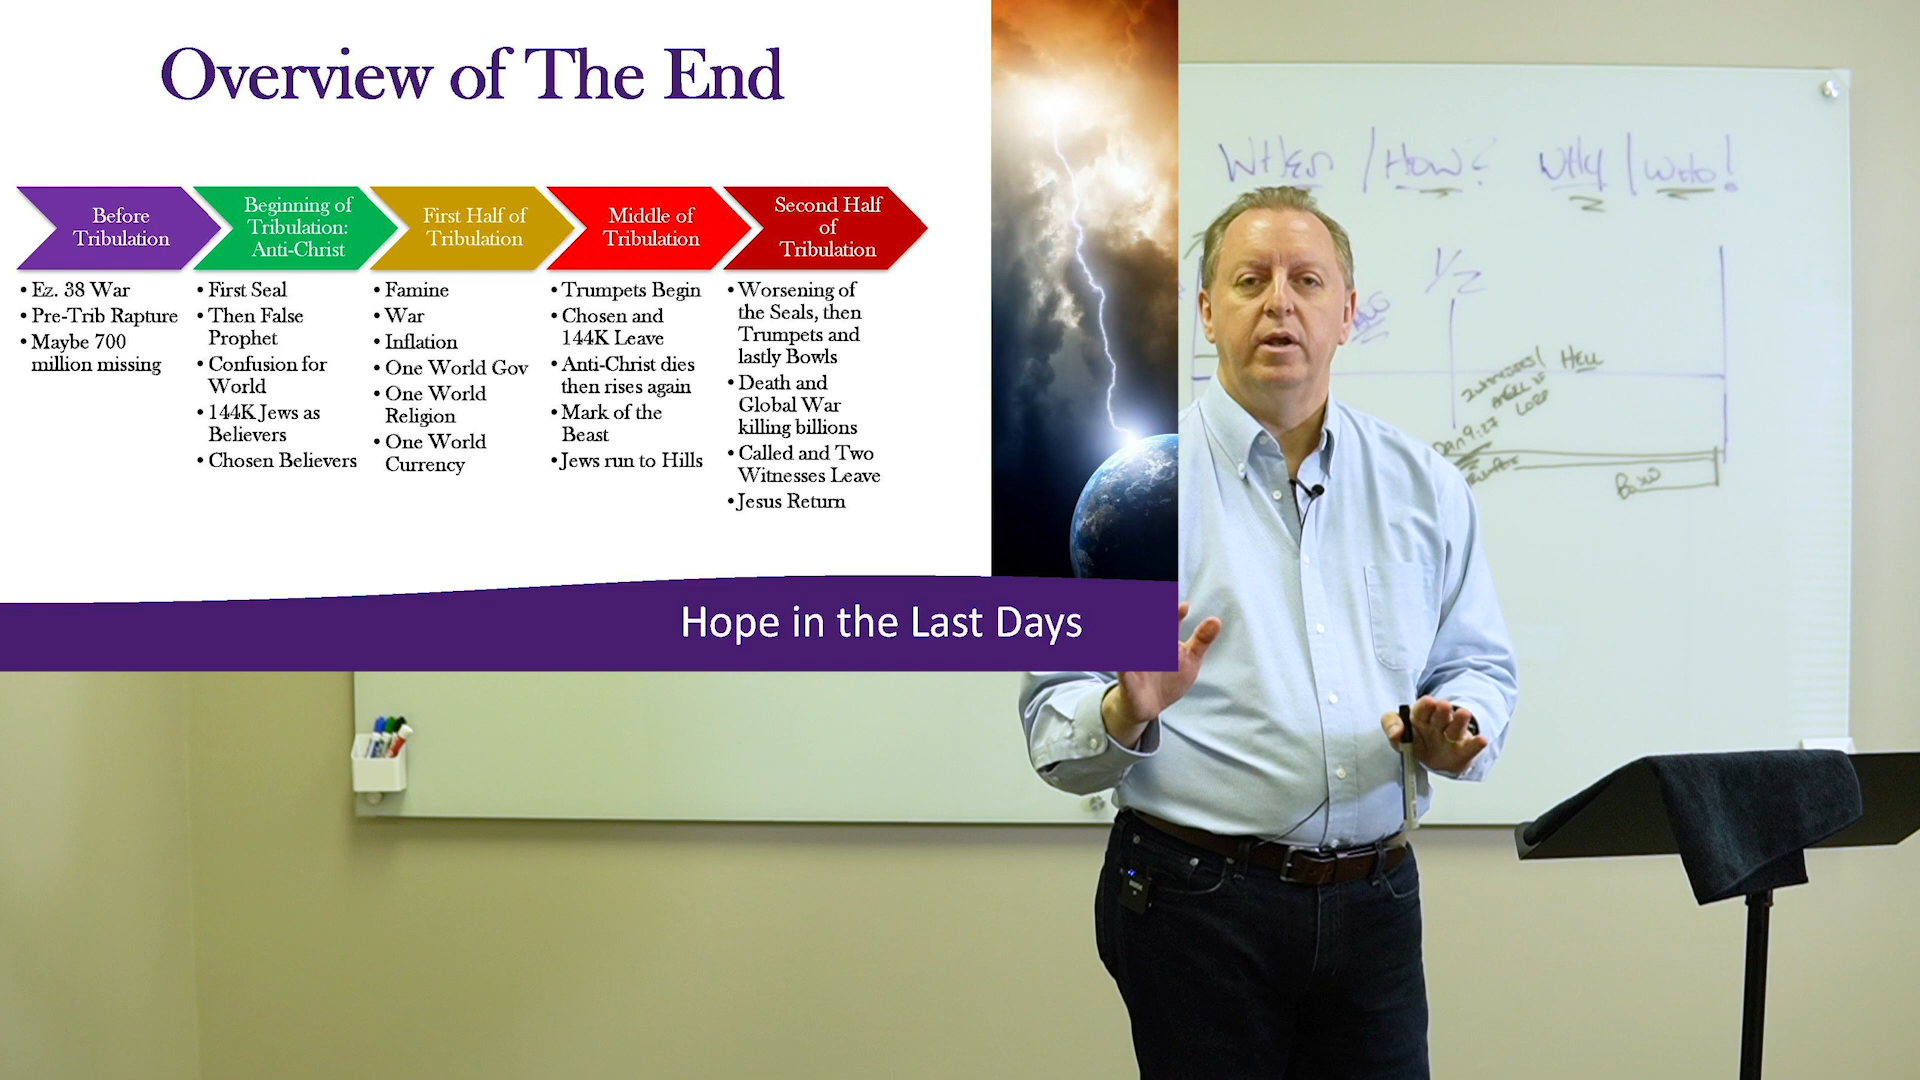 Overview of The End
Before
Tribulation
• Ez. 38 War
• Pre-Trib Rapture
• Maybe 700
million missing
Beginning of
Tribulation:
Anti-Christ
• First Seal
• Then False
Prophet
• Confusion for
World
• 144K Jews as
Believers
• Chosen Believers
First Half of
Tribulation
• Famine
• War
• Inflation
• One World Gov
• One World
Religion
• One World
Currency
Middle of
Tribulation
• Trumpets Begin
• Chosen and
144K Leave
• Anti-Christ dies
then rises again
• Mark of the
Beast
• Jews run to Hills
Second Half
of
Tribulation
• Worsening of
the Seals, then
Trumpets and
lastly Bowls
• Death and
Global War
killing billions
• Called and Two
Witnesses Leave
• Jesus Return
Hope in the Last Days
WHEN / HOW? WHY / WHO!
1/2
HELL
Dan 9:27